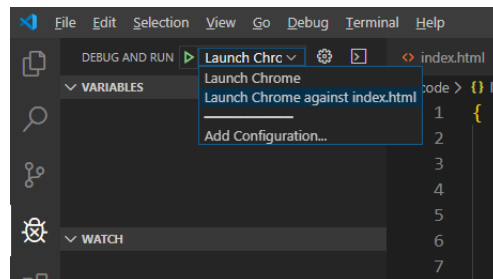 File Edit Selection View Go Debug Terminal Help
DEBUG AND RUN Launch Chrc index.html
VARIABLES
Launch Chrome
Launch Chrome against index.html
Add Configuration...
code > {}
1 {
2
3
4
5
WATCH 6
7